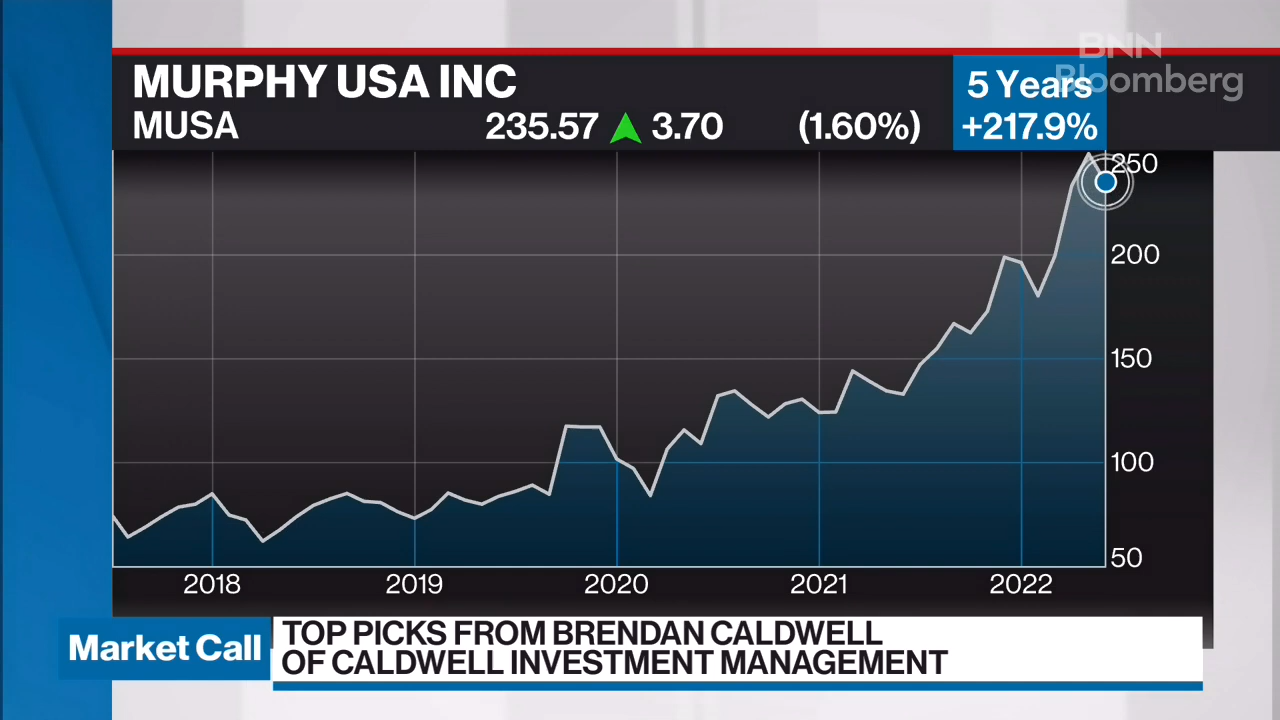 BNN
Bloomberg
MURPHY USA INC
MUSA 235.57 3.70 (1.60%)
5 Years
+217.9%
250
200
150
100
50
2018 2019 2020 2021 2022
Market Call
TOP PICKS FROM BRENDAN CALDWELL
OF CALDWELL INVESTMENT MANAGEMENT